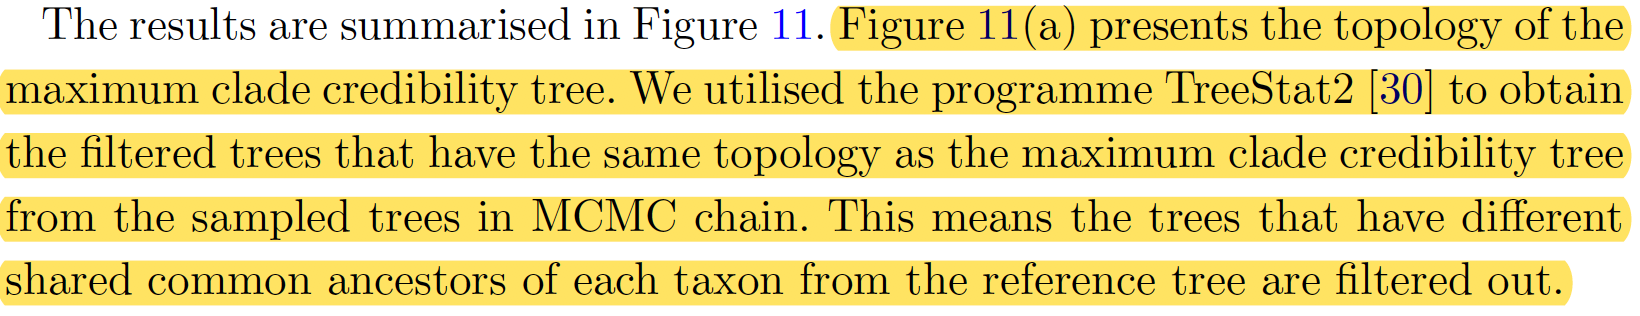 The results are summarised in Figure 11. Figure 11(a) presents the topology of the
maximum clade credibility tree. We utilised the programme TreeStat2 [30] to obtain
the filtered trees that have the same topology as the maximum clade credibility tree
from the sampled trees in MCMC chain. This means the trees that have different
shared common ancestors of each taxon from the reference tree are filtered out.